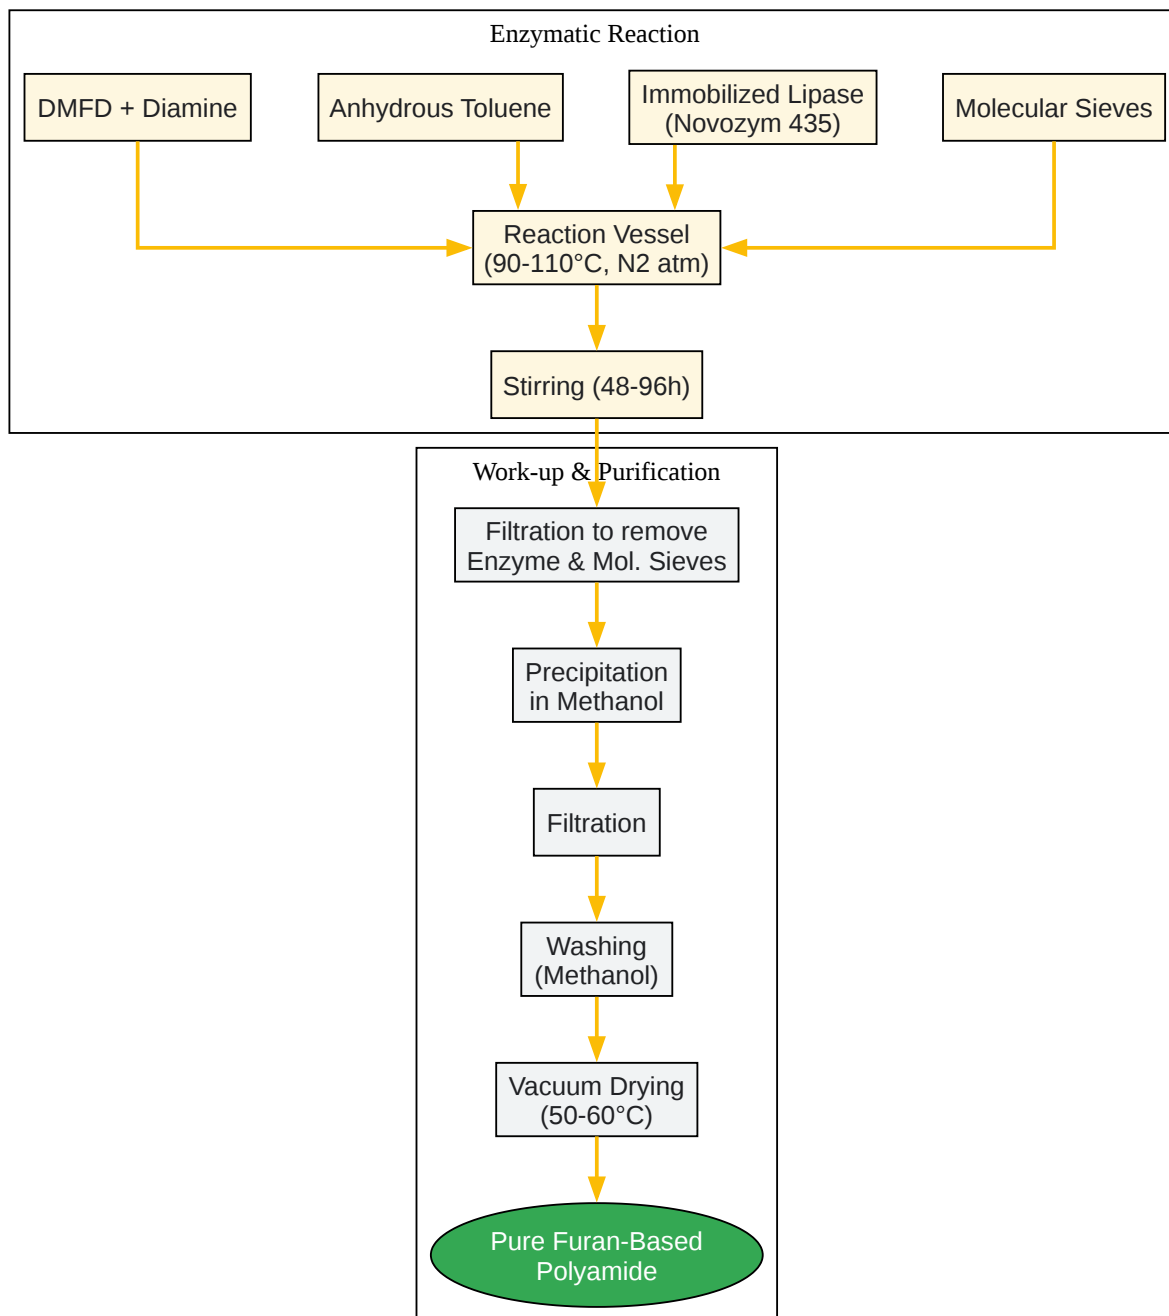 Enzymatic Reaction
DMFD + Diamine
Anhydrous Toluene
Immobilized Lipase
(Novozym 435)
Molecular Sieves
Reaction Vessel
(90-110°C, N2 atm)
Stirring (48-96h)
Work-up & Purification
Filtration to remove
Enzyme & Mol. Sieves
Precipitation
in Methanol
Filtration
Washing
(Methanol)
Vacuum Drying
(50-60°C)
Pure Furan-Based
Polyamide